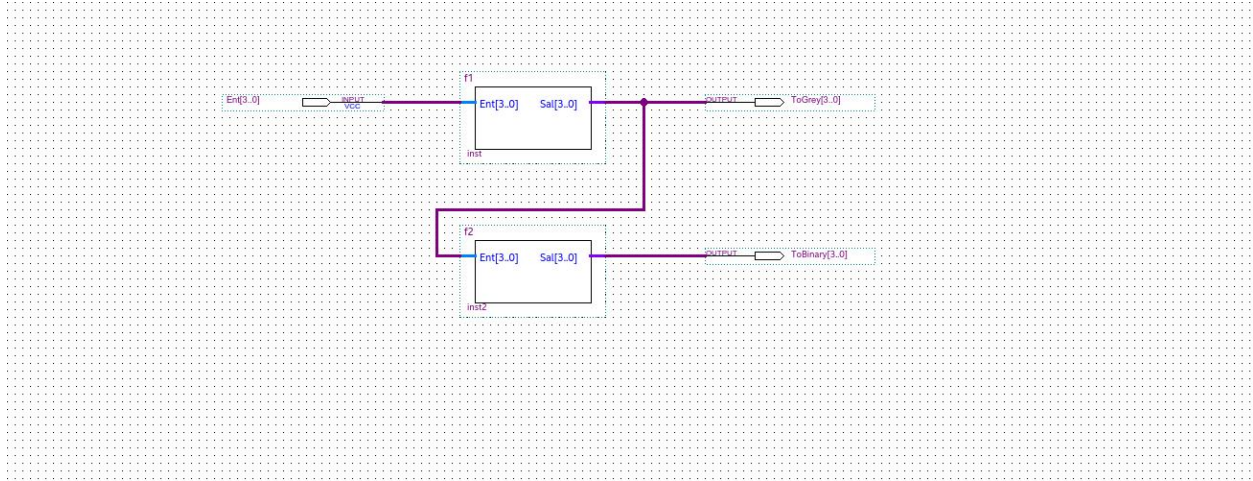 f1
Ent[3..0] INPUT VCC Ent[3..0] Sal[3..0] OUTPUT ToGrey[3..0]
inst
f2
Ent[3..0] Sal[3..0] OUTPUT ToBinary[3..0]
inst2